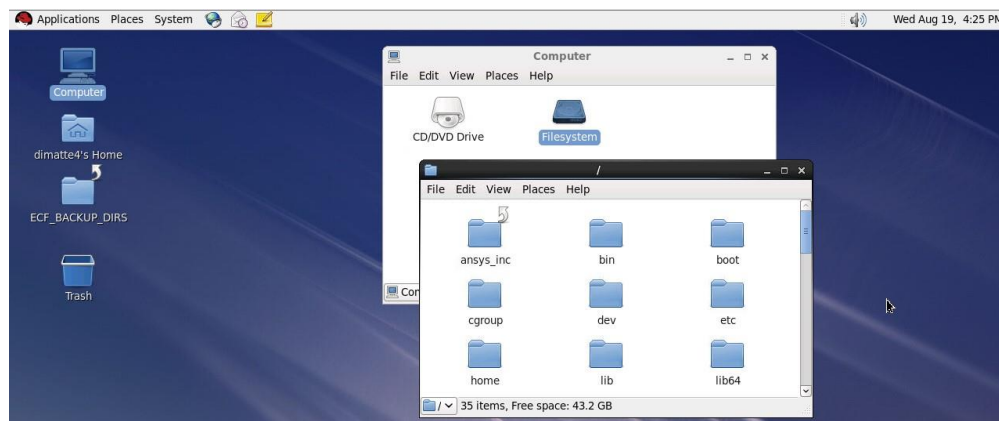 Applications Places System Wed Aug 19, 4:25 PM
Computer
dimatte4's Home
ECF_BACKUP_DIRS
Trash
Computer
File Edit View Places Help
CD/DVD Drive Filesystem
/
File Edit View Places Help
ansys_inc bin boot
cgroup dev etc
home lib lib64
/ 35 items, Free space: 43.2 GB
Com